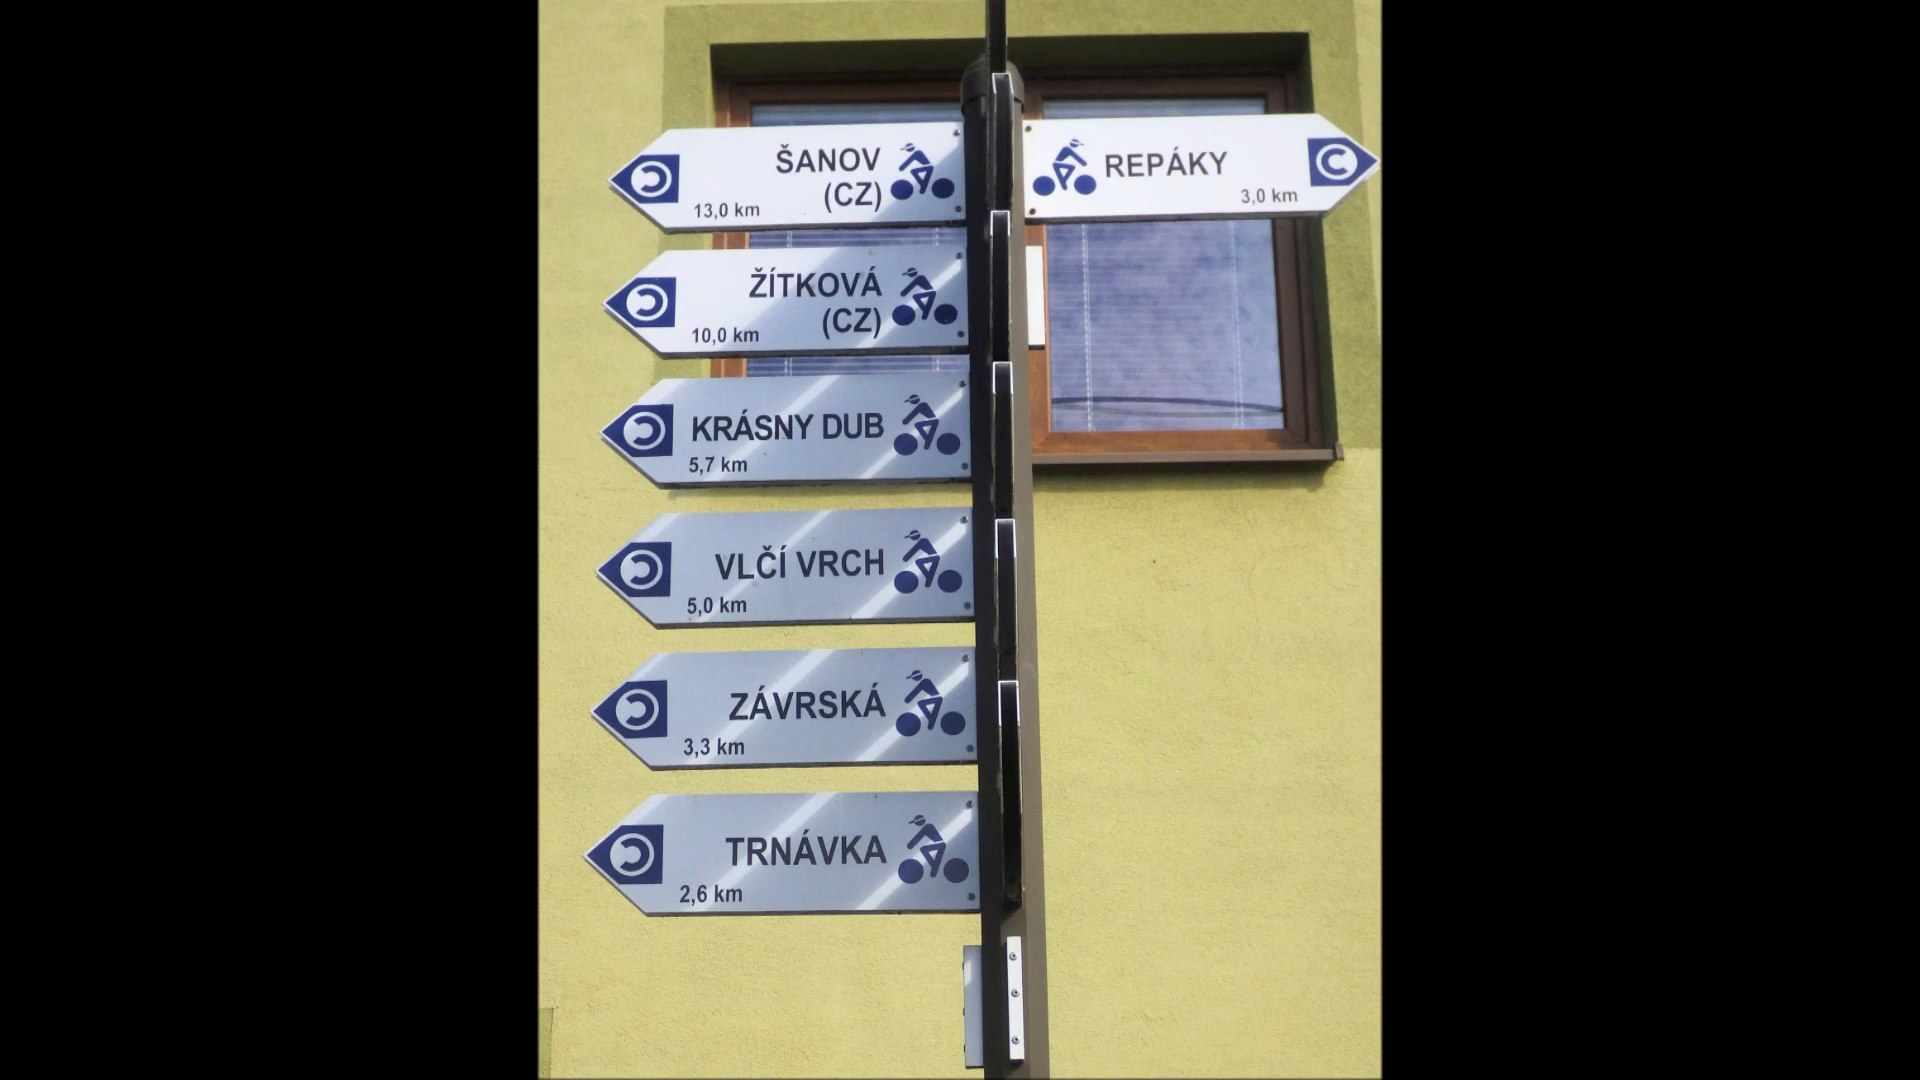 ŠANOV
(CZ)
13,0 km
REPÁKY
3,0 km
C
ŽÍTKOVÁ
(CZ)
10,0 km
KRÁSNY DUB
5,7 km
VLČÍ VRCH
5,0 km
ZÁVRSKÁ
3,3 km
TRNÁVKA
2,6 km